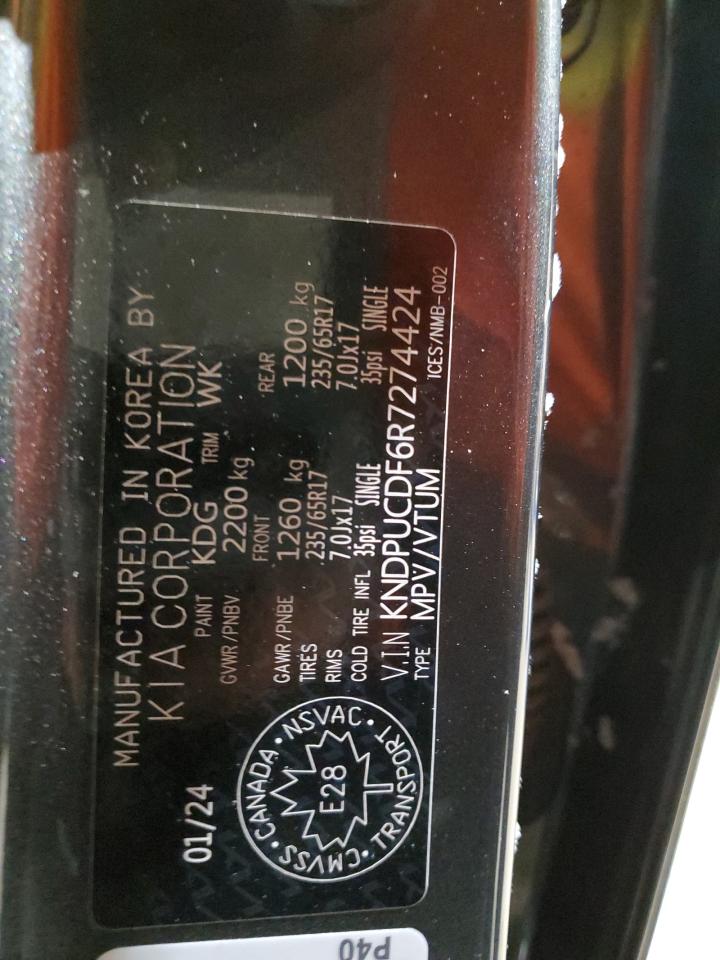 MANUFACTURED IN KOREA BY
KIA CORPORATION
01/24
PAINT KDG TRIM WK
GVWR/PNBV 2200 kg
FRONT REAR
GAWR/PNBE 1260 kg 1200 kg
TIRES 235/65R17 235/65R17
RIMS 7.0Jx17 7.0Jx17
COLD TIRE INFL 35psi SINGLE 35psi SINGLE
V.I.N KNDPUCDF6R7274424
TYPE MPV/VTUM ICES/NMB-002
CANADA • NSVAC • TRANSPORT • CMVSS •
E28
P40